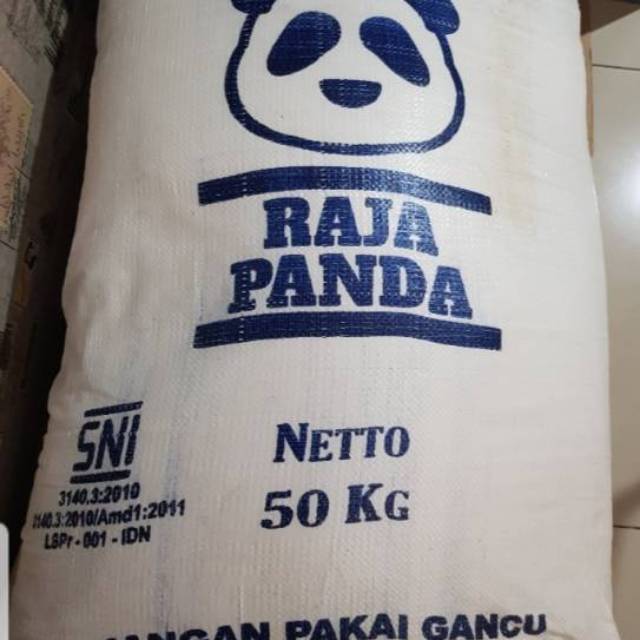 RAJA
PANDA
SNI
3140.3:2010
3140.3:2010/Amd1:2011
LSPr - 001 - IDN
NETTO
50 KG
JANGAN PAKAI GANCU